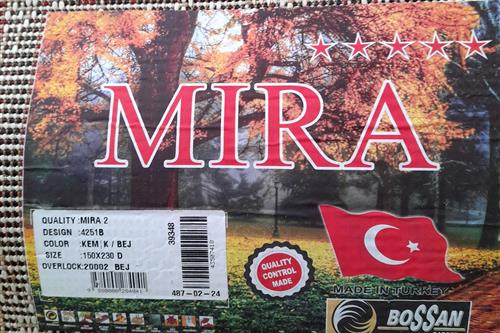 MIRA
QUALITY :MIRA 2
DESIGN :4251B
COLOR :KEM|K / BEJ
SIZE :150X230 D
OVERLOCK:20002 BEJ
39348
487-02-24
QUALITY
CONTROL
MADE
MADE IN TURKEY
BOSSAN